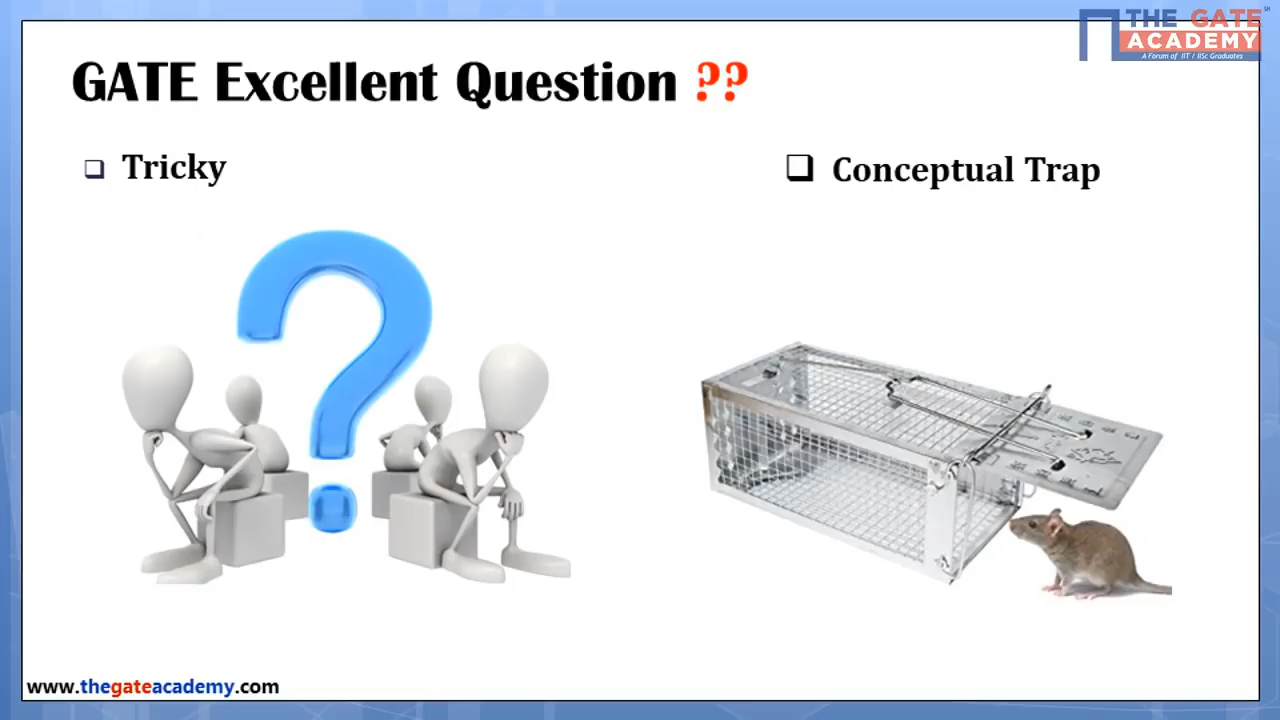 THE GATE
ACADEMY
A Forum of IIT / IISc Graduates
GATE Excellent Question ??
Tricky
Conceptual Trap
www.thegateacademy.com